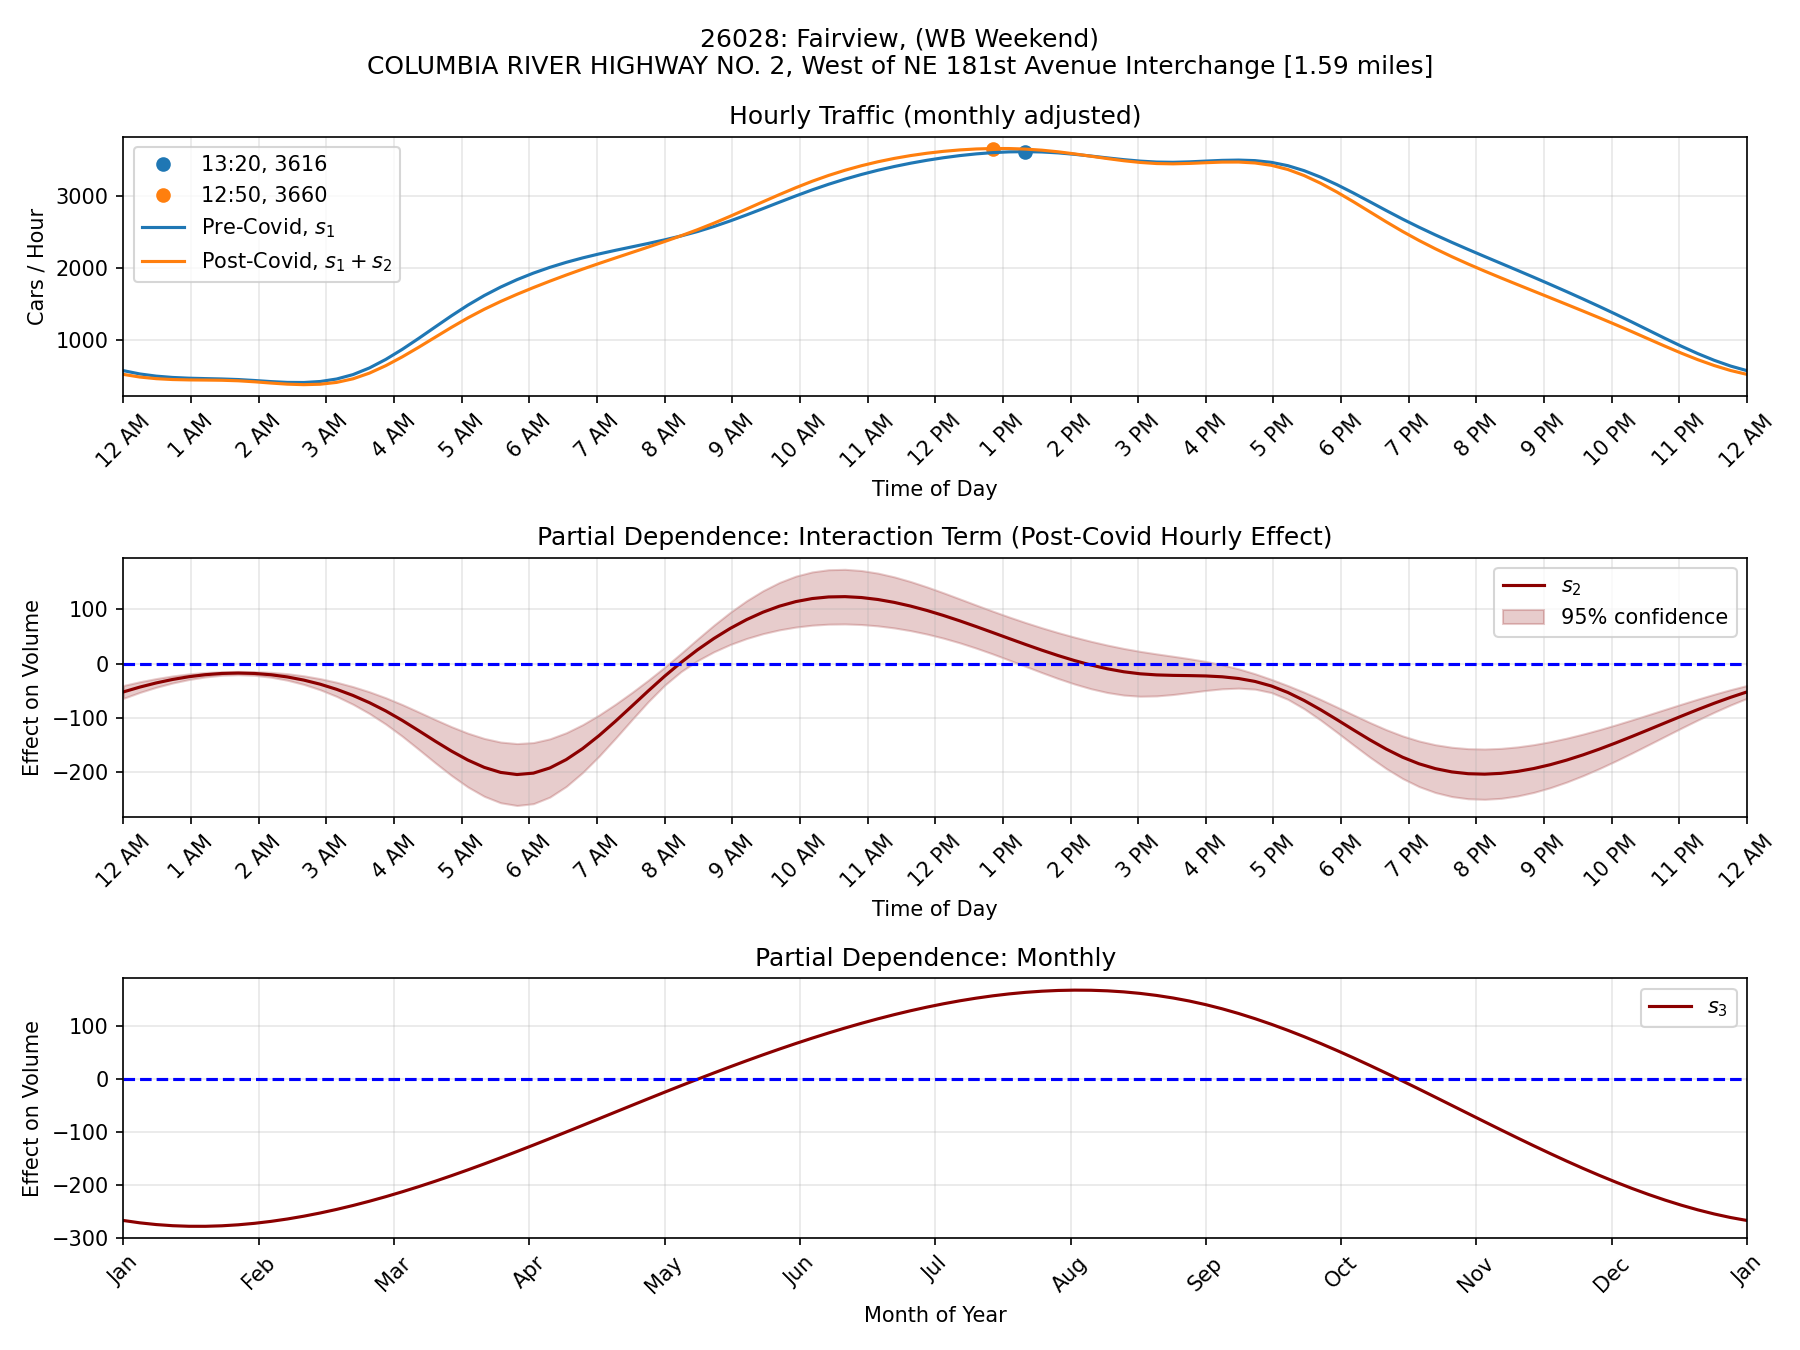 26028: Fairview, (WB Weekend)
COLUMBIA RIVER HIGHWAY NO. 2, West of NE 181st Avenue Interchange [1.59 miles]
Hourly Traffic (monthly adjusted)
Cars / Hour
3000
2000
1000
13:20, 3616
12:50, 3660
Pre-Covid, s₁
Post-Covid, s₁ + s₂
12 AM 1 AM 2 AM 3 AM 4 AM 5 AM 6 AM 7 AM 8 AM 9 AM 10 AM 11 AM 12 PM 1 PM 2 PM 3 PM 4 PM 5 PM 6 PM 7 PM 8 PM 9 PM 10 PM 11 PM 12 AM
Time of Day
Partial Dependence: Interaction Term (Post-Covid Hourly Effect)
Effect on Volume
100
0
−100
−200
s₂
95% confidence
12 AM 1 AM 2 AM 3 AM 4 AM 5 AM 6 AM 7 AM 8 AM 9 AM 10 AM 11 AM 12 PM 1 PM 2 PM 3 PM 4 PM 5 PM 6 PM 7 PM 8 PM 9 PM 10 PM 11 PM 12 AM
Time of Day
Partial Dependence: Monthly
Effect on Volume
100
0
−100
−200
−300
s₃
Jan Feb Mar Apr May Jun Jul Aug Sep Oct Nov Dec Jan
Month of Year